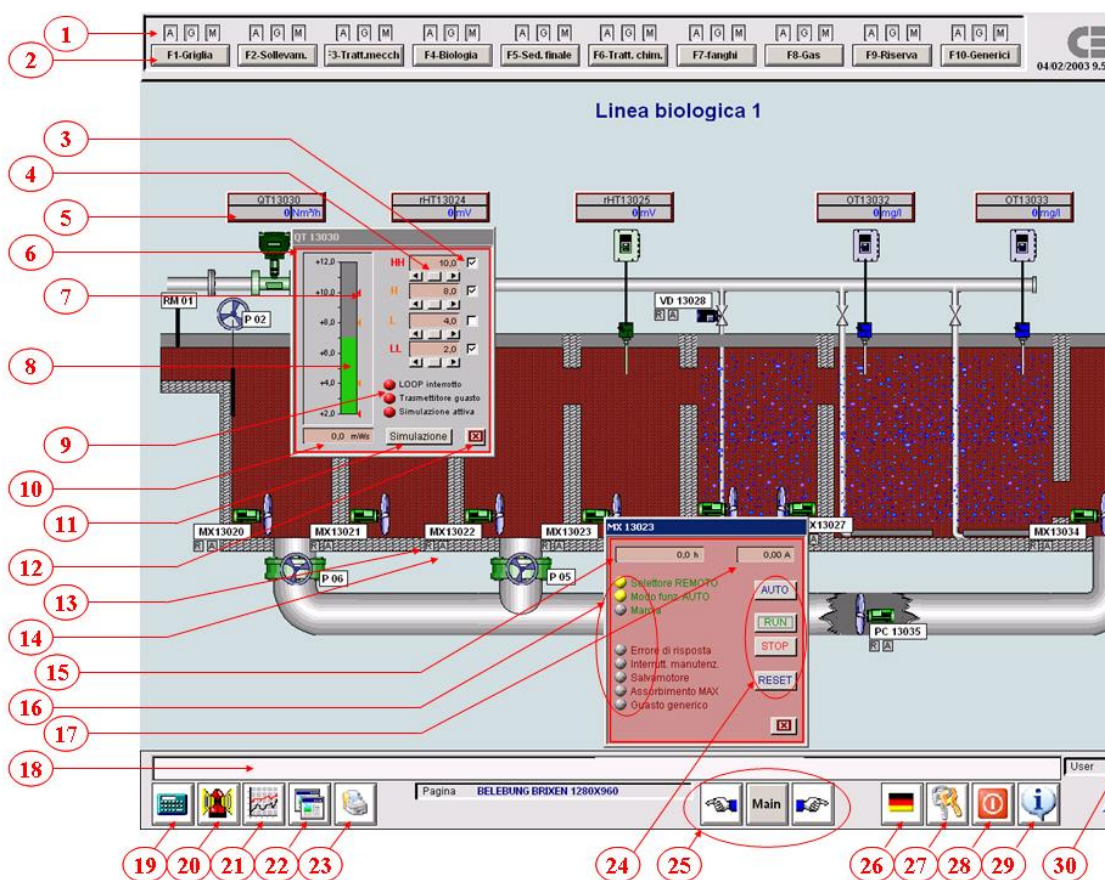 1
A G M A G M A G M A G M A G M A G M A G M A G M A G M A G M
2
F1-Griglia F2-Sollevam. F3-Tratt.mecch F4-Biologia F5-Sed. finale F6-Tratt. chim. F7-fanghi F8-Gas F9-Riserva F10-Generici
04/02/2003 9.5
Linea biologica 1
3
4
5
QT13030 rHT13024 rHT13025 OT13032 OT13033
0 Nm³/h 0 mV 0 mV 0 mg/l 0 mg/l
6
QT 13030
+12,0 HH 10,0
7
+10,0 H 8,0
RM 01
P 02
VD 13028
R A
+8,0 L 4,0
8
+6,0 LL 2,0
+4,0 LOOP interrotto
Trasmettitore guasto
+2,0 Simulazione attiva
9
0,0 mWs Simulazione
10
11
12
MX13020 MX13021 MX13022 MX13023 MX 13023 X13027 MX13034
R A R A R A R A A R A
13
0,0 h 0,00 A
P 06 P 05
14
Selettore REMOTO AUTO
Modo funz. AUTO
Marcia
RUN
PC 13035
R A
15
Errore di risposta STOP
Interrutt. manutenz.
16
Salvamotore RESET
Assorbimento MAX
Guasto generico
17
18
User
Pagina BELEBUNG BRIXEN 1280X960
Main
19 20 21 22 23 24 25 26 27 28 29 30